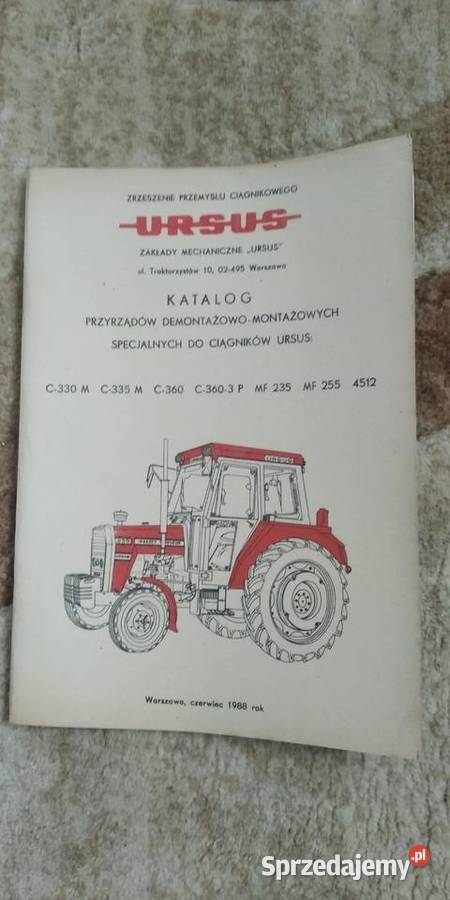 ZRZESZENIE PRZEMYSŁU CIĄGNIKOWEGO
URSUS
ZAKŁADY MECHANICZNE „URSUS"
ul. Traktorzystów 10, 02-495 Warszawa
KATALOG
PRZYRZĄDÓW DEMONTAŻOWO-MONTAŻOWYCH
SPECJALNYCH DO CIĄGNIKÓW URSUS:
C-330 M C-335 M C-360 C-360-3 P MF 235 MF 255 4512
URSUS
Warszawa, czerwiec 1988 rok
Sprzedajemy.pl